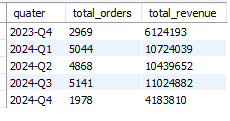 quater total_orders total_revenue
2023-Q4 2969 6124193
2024-Q1 5044 10724039
2024-Q2 4868 10439652
2024-Q3 5141 11024882
2024-Q4 1978 4183810